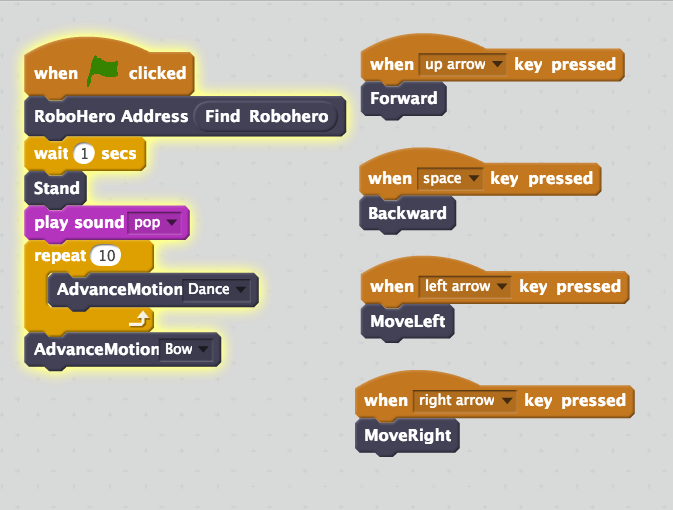 when clicked
RoboHero Address Find Robohero
wait 1 secs
Stand
play sound pop
repeat 10
AdvanceMotion Dance
AdvanceMotion Bow
when up arrow key pressed
Forward
when space key pressed
Backward
when left arrow key pressed
MoveLeft
when right arrow key pressed
MoveRight